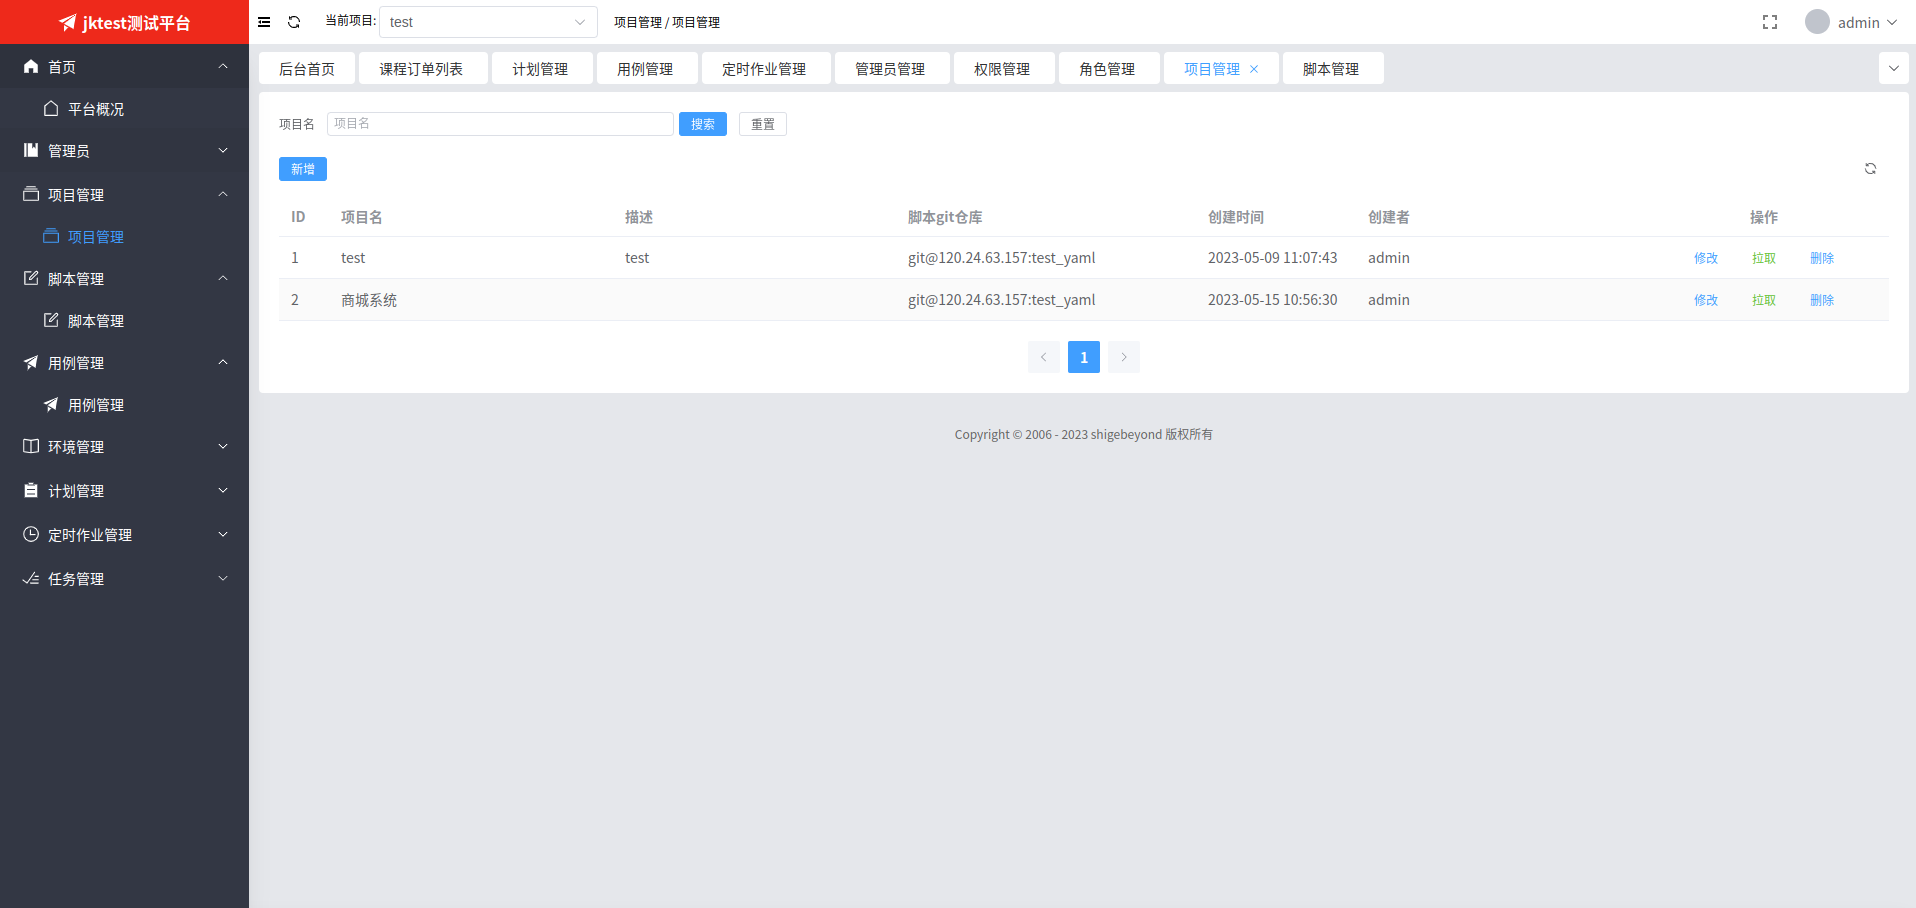 jktest测试平台
首页
平台概况
管理员
项目管理
项目管理
脚本管理
脚本管理
用例管理
用例管理
环境管理
计划管理
定时作业管理
任务管理
当前项目: test 项目管理 / 项目管理 admin
后台首页 课程订单列表 计划管理 用例管理 定时作业管理 管理员管理 权限管理 角色管理 项目管理 脚本管理
项目名 项目名 搜索 重置
新增
ID 项目名 描述 脚本git仓库 创建时间 创建者 操作
1 test test git@120.24.63.157:test_yaml 2023-05-09 11:07:43 admin 修改 拉取 删除
2 商城系统 git@120.24.63.157:test_yaml 2023-05-15 10:56:30 admin 修改 拉取 删除
1
Copyright © 2006 - 2023 shigebeyond 版权所有